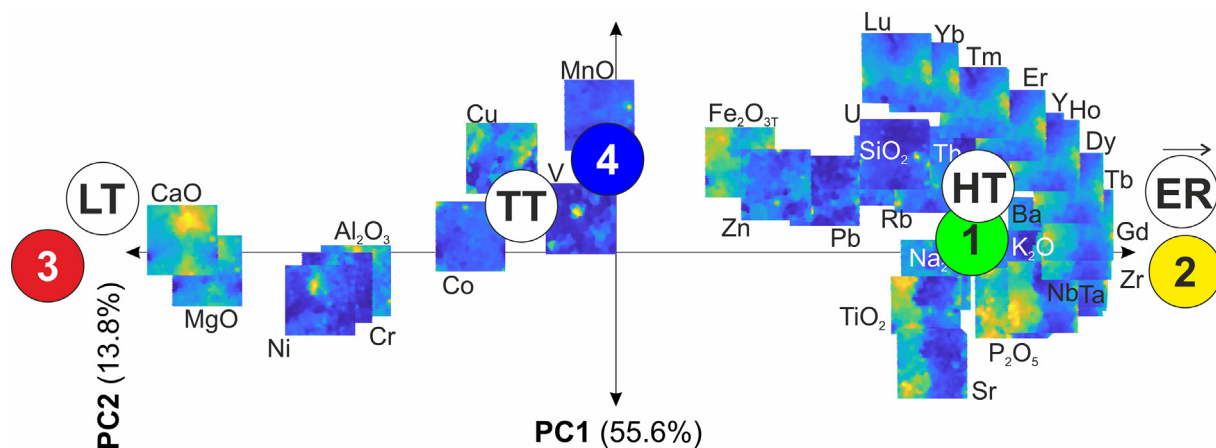 Lu
Yb
Tm
Er
Y Ho
Dy
Tb
Gd
Zr
MnO
Cu
V
4
Fe₂O₃T
U
SiO₂
Th
HT
1
ER
2
LT
CaO
3
MgO
TT
Co
Al₂O₃
Ni
Cr
Zn
Pb
Rb
Ba
K₂O
Na₂
Nb Ta
TiO₂
P₂O₅
Sr
PC2 (13.8%)
PC1 (55.6%)